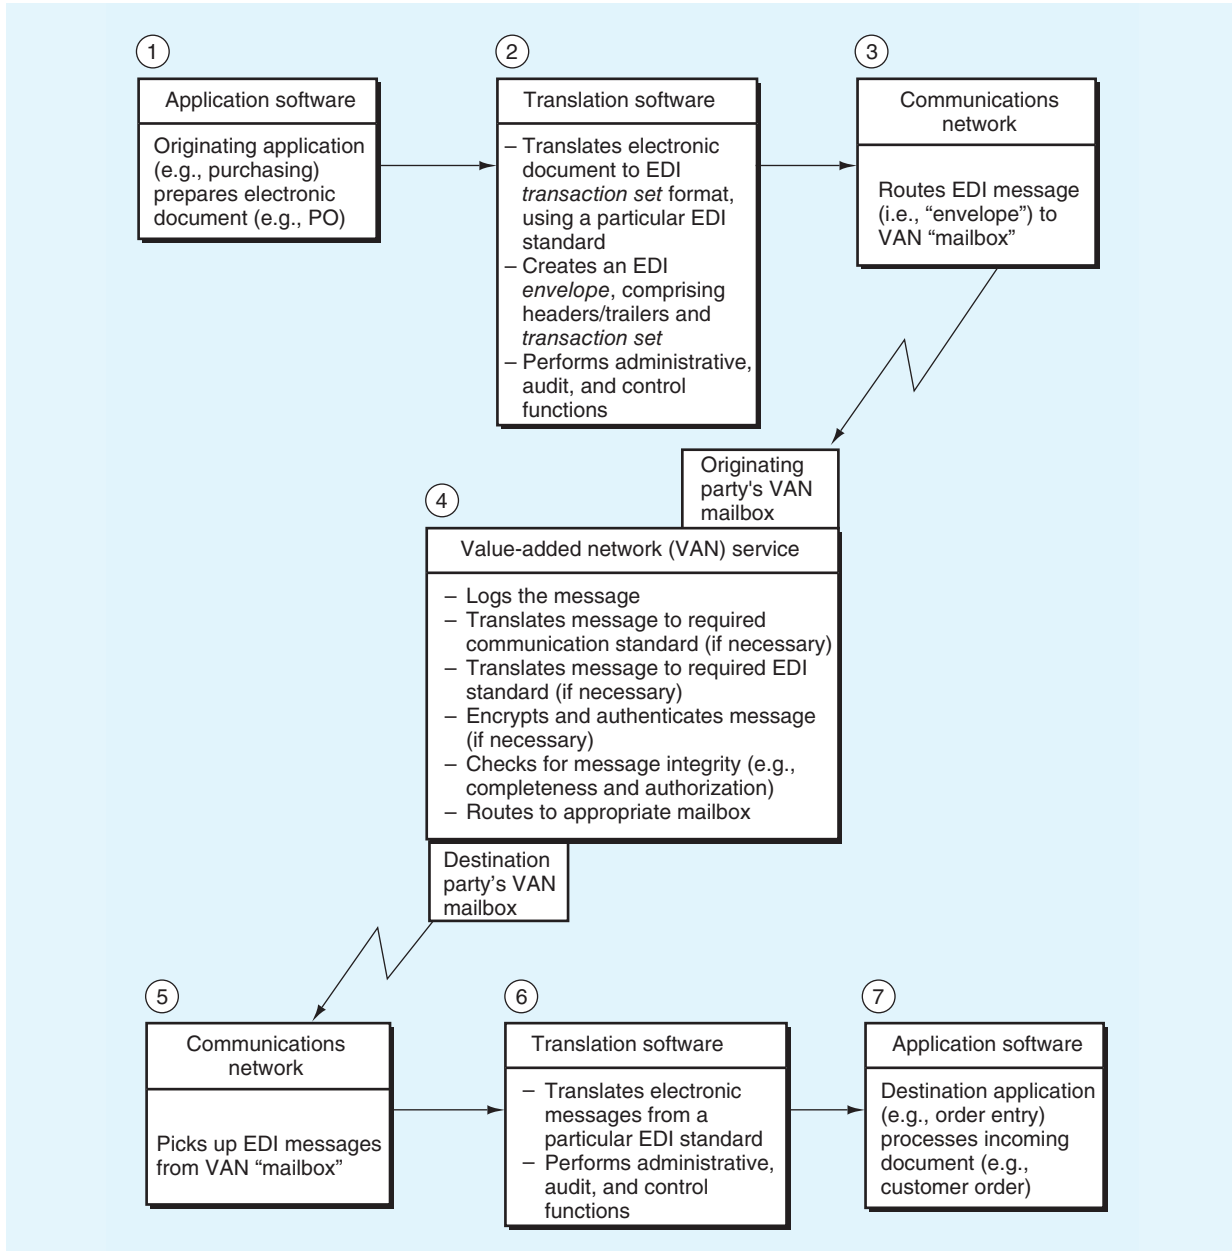 1
Application software
Originating application
(e.g., purchasing)
prepares electronic
document (e.g., PO)
2
Translation software
– Translates electronic
document to EDI
transaction set format,
using a particular EDI
standard
– Creates an EDI
envelope, comprising
headers/trailers and
transaction set
– Performs administrative,
audit, and control
functions
3
Communications
network
Routes EDI message
(i.e., “envelope”) to
VAN “mailbox”
Originating
party's VAN
mailbox
4
Value-added network (VAN) service
– Logs the message
– Translates message to required
communication standard (if necessary)
– Translates message to required EDI
standard (if necessary)
– Encrypts and authenticates message
(if necessary)
– Checks for message integrity (e.g.,
completeness and authorization)
– Routes to appropriate mailbox
Destination
party’s VAN
mailbox
5
Communications
network
Picks up EDI messages
from VAN “mailbox”
6
Translation software
– Translates electronic
messages from a
particular EDI standard
– Performs administrative,
audit, and control
functions
7
Application software
Destination application
(e.g., order entry)
processes incoming
document (e.g.,
customer order)